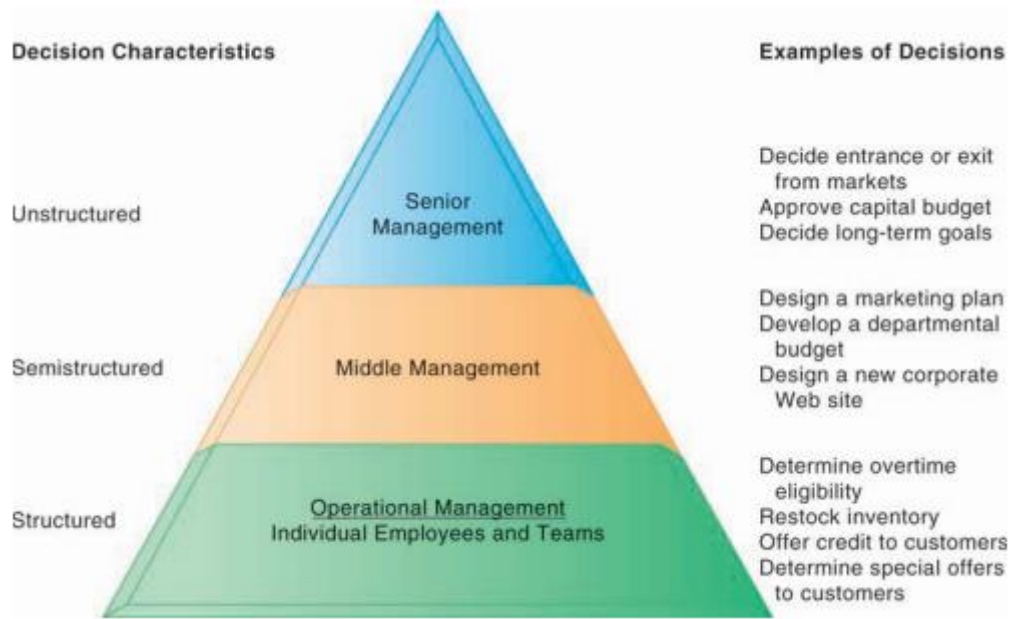 Decision Characteristics
Examples of Decisions
Unstructured
Senior
Management
Decide entrance or exit
from markets
Approve capital budget
Decide long-term goals
Semistructured
Middle Management
Design a marketing plan
Develop a departmental
budget
Design a new corporate
Web site
Structured
Operational Management
Individual Employees and Teams
Determine overtime
eligibility
Restock inventory
Offer credit to customers
Determine special offers
to customers